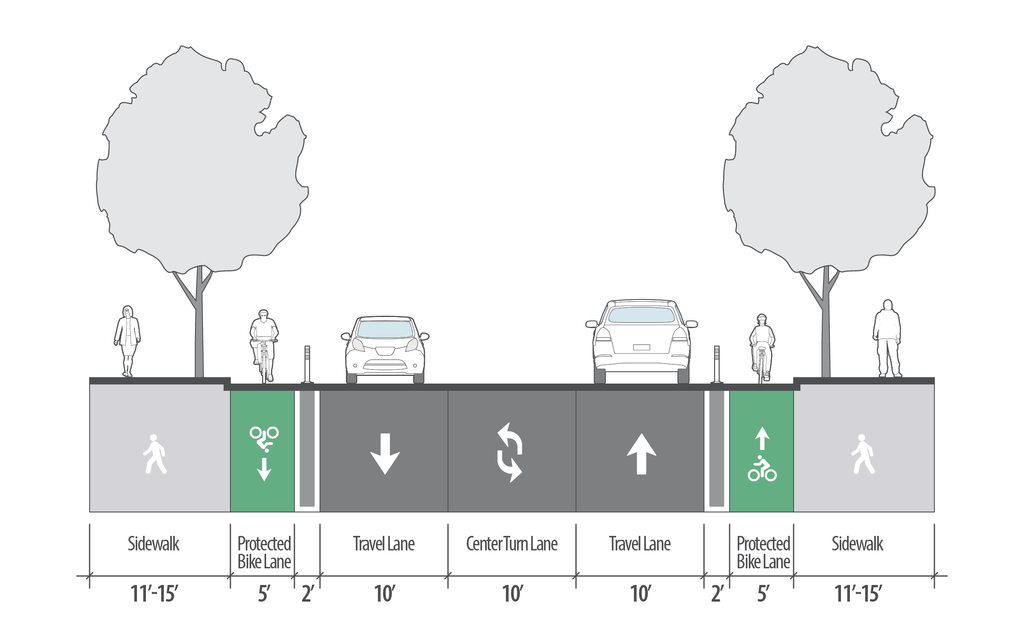 Sidewalk
Protected
Bike Lane
Travel Lane
Center Turn Lane
Travel Lane
Protected
Bike Lane
Sidewalk
11’-15’
5’
2’
10’
10’
10’
2’
5’
11’-15’